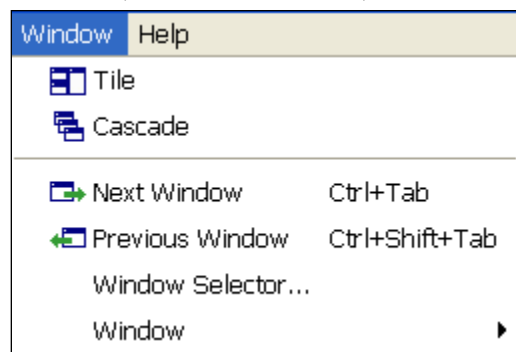 Window Help
Tile
Cascade
Next Window Ctrl+Tab
Previous Window Ctrl+Shift+Tab
Window Selector...
Window